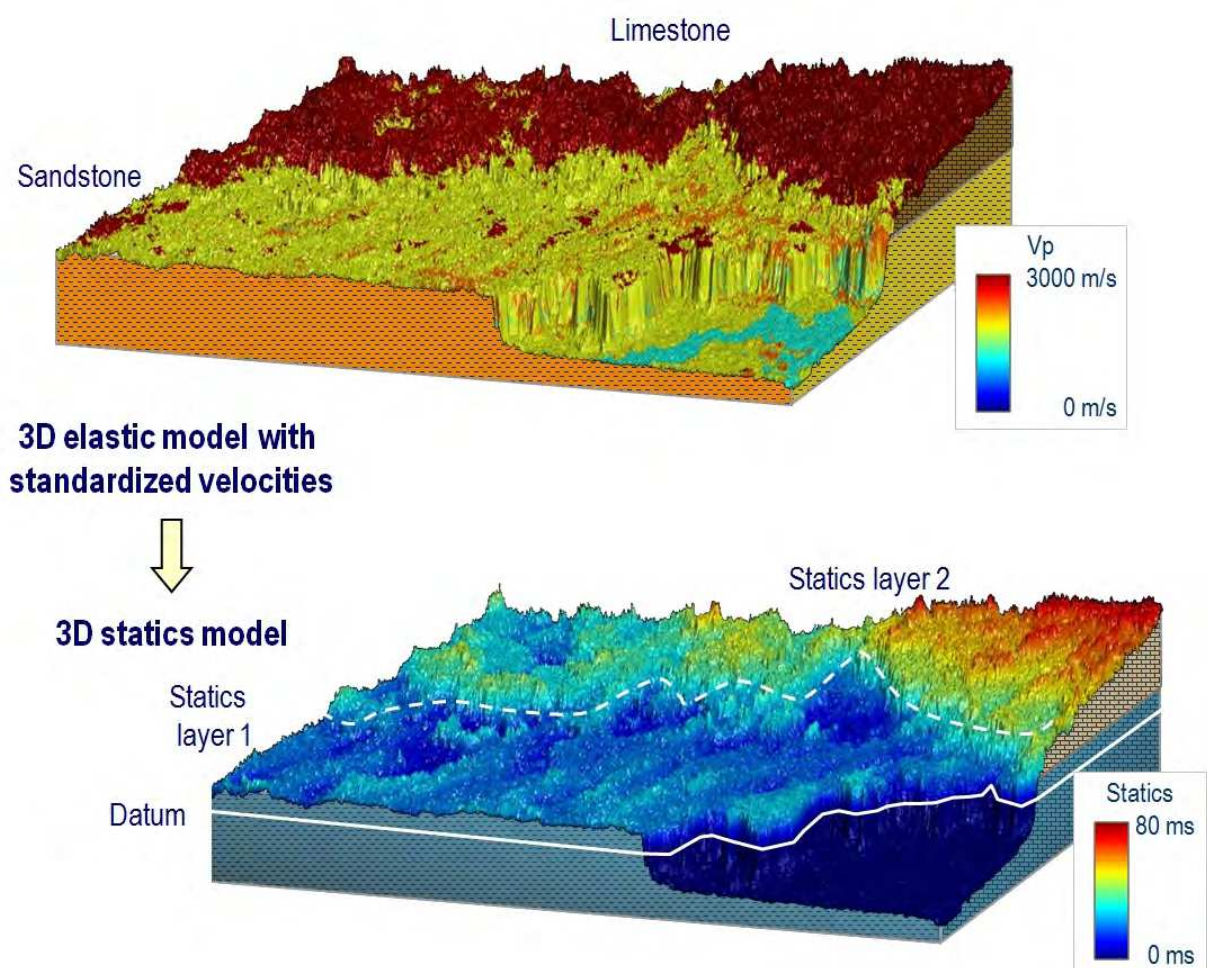 Limestone
Sandstone
Vp
3000 m/s
0 m/s
3D elastic model with
standardized velocities
3D statics model
Statics layer 2
Statics
layer 1
Datum
Statics
80 ms
0 ms